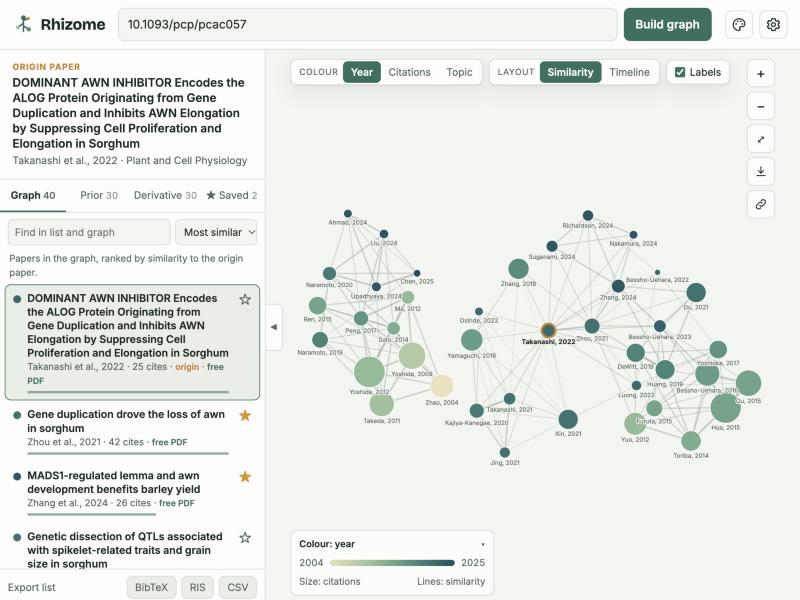 Rhizome
10.1093/pcp/pcac057
Build graph
ORIGIN PAPER
DOMINANT AWN INHIBITOR Encodes the
ALOG Protein Originating from Gene
Duplication and Inhibits AWN Elongation
by Suppressing Cell Proliferation and
Elongation in Sorghum
Takanashi et al., 2022 · Plant and Cell Physiology
Graph 40
Prior 30
Derivative 30
★ Saved 2
Find in list and graph
Most similar
Papers in the graph, ranked by similarity to the origin
paper.
DOMINANT AWN INHIBITOR Encodes
the ALOG Protein Originating from Gene
Duplication and Inhibits AWN
Elongation by Suppressing Cell
Proliferation and Elongation in Sorghum
Takanashi et al., 2022 · 25 cites · origin · free
PDF
Gene duplication drove the loss of awn
in sorghum
Zhou et al., 2021 · 42 cites · free PDF
MADS1-regulated lemma and awn
development benefits barley yield
Zhang et al., 2024 · 26 cites · free PDF
Genetic dissection of QTLs associated
with spikelet-related traits and grain
size in sorghum
Export list
BibTeX
RIS
CSV
COLOUR
Year
Citations
Topic
LAYOUT
Similarity
Timeline
Labels
Ahmad, 2024
Liu, 2024
Naramoto, 2020
Chen, 2025
Upadhyaya, 2024
Ma, 2012
Ren, 2015
Peng, 2017
Sato, 2014
Naramoto, 2019
Yoshida, 2009
Yoshida, 2012
Zhao, 2004
Takeda, 2011
Richardson, 2024
Nakamura, 2024
Suganami, 2024
Zhang, 2018
Bessho-Uehara, 2022
Zhang, 2024
Du, 2021
Osinde, 2022
Takanashi, 2022
Zhou, 2021
Bessho-Uehara, 2023
Yamaguchi, 2016
DeWitt, 2019
Yoshioka, 2017
Huang, 2019
Bessho-Uehara, 2016
Luong, 2022
Gu, 2015
Takanashi, 2021
Furuta, 2015
Kajiya-Kanegae, 2020
Xin, 2021
Yuo, 2012
Hua, 2015
Toriba, 2014
Jing, 2021
Colour: year
2004
2025
Size: citations
Lines: similarity